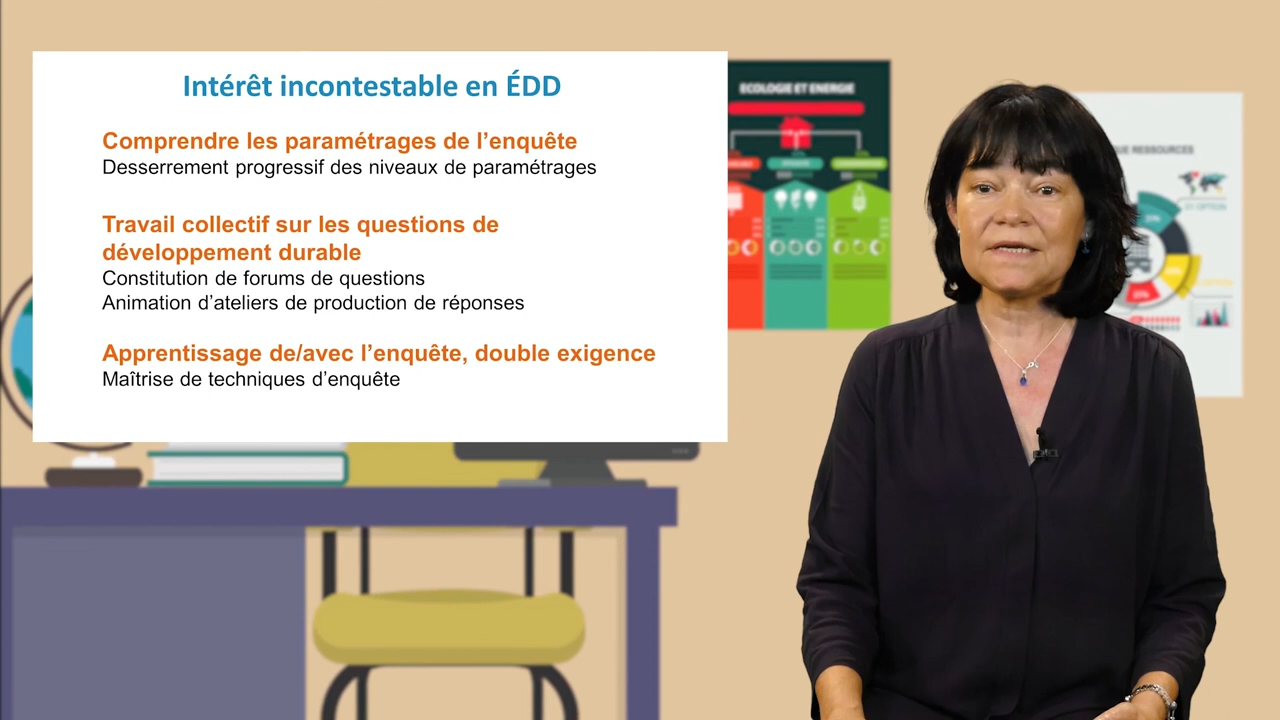 Intérêt incontestable en ÉDD
Comprendre les paramétrages de l'enquête
Desserrement progressif des niveaux de paramétrages
Travail collectif sur les questions de
développement durable
Constitution de forums de questions
Animation d'ateliers de production de réponses
Apprentissage de/avec l'enquête, double exigence
Maîtrise de techniques d'enquête
ECOLOGIE ET ENERGIE
RESSOURCES